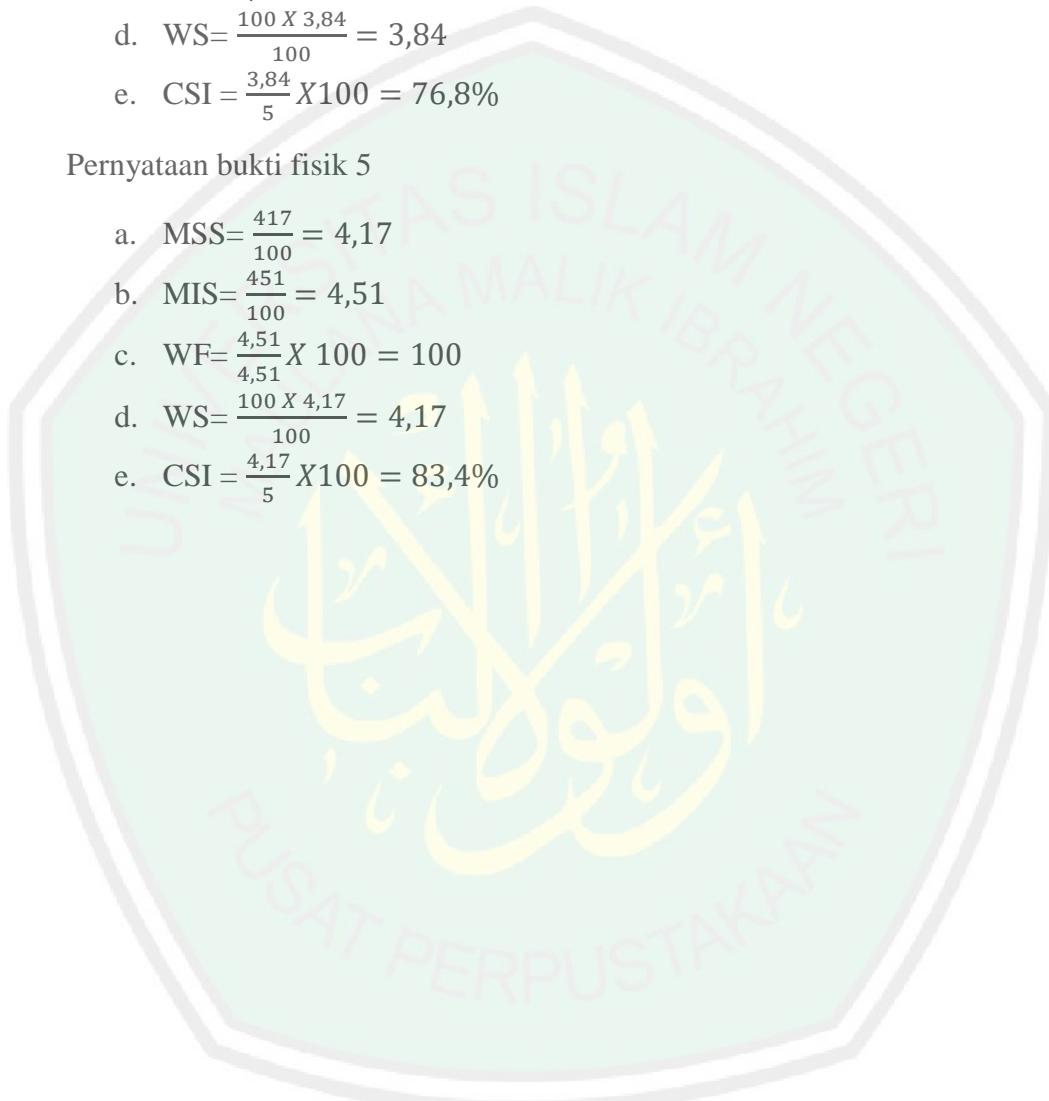 d. WS= 100 X 3,84 / 100 = 3,84
e. CSI = 3,84 / 5 X100 = 76,8%
Pernyataan bukti fisik 5
a. MSS= 417 / 100 = 4,17
b. MIS= 451 / 100 = 4,51
c. WF= 4,51 / 4,51 X 100 = 100
d. WS= 100 X 4,17 / 100 = 4,17
e. CSI = 4,17 / 5 X100 = 83,4%
UNIVERSITAS ISLAM NEGERI
MAULANA MALIK IBRAHIM
أولو الألباب
PUSAT PERPUSTAKAAN